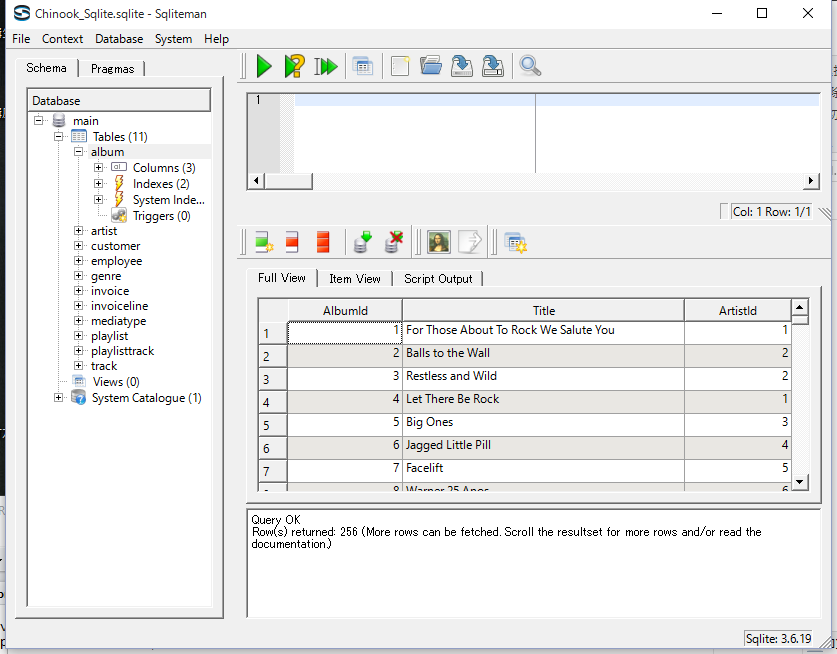 Chinook_Sqlite.sqlite - Sqliteman
File Context Database System Help
Schema Pragmas
Database
main
Tables (11)
album
Columns (3)
Indexes (2)
System Inde...
Triggers (0)
artist
customer
employee
genre
invoice
invoiceline
mediatype
playlist
playlisttrack
track
Views (0)
System Catalogue (1)
1
Col: 1 Row: 1/1
Full View Item View Script Output
AlbumId Title ArtistId
1 1 For Those About To Rock We Salute You 1
2 2 Balls to the Wall 2
3 3 Restless and Wild 2
4 4 Let There Be Rock 1
5 5 Big Ones 3
6 6 Jagged Little Pill 4
7 7 Facelift 5
8 Warner 25 Anos 6
Query OK
Row(s) returned: 256 (More rows can be fetched. Scroll the resultset for more rows and/or read the
documentation.)
Sqlite: 3.6.19